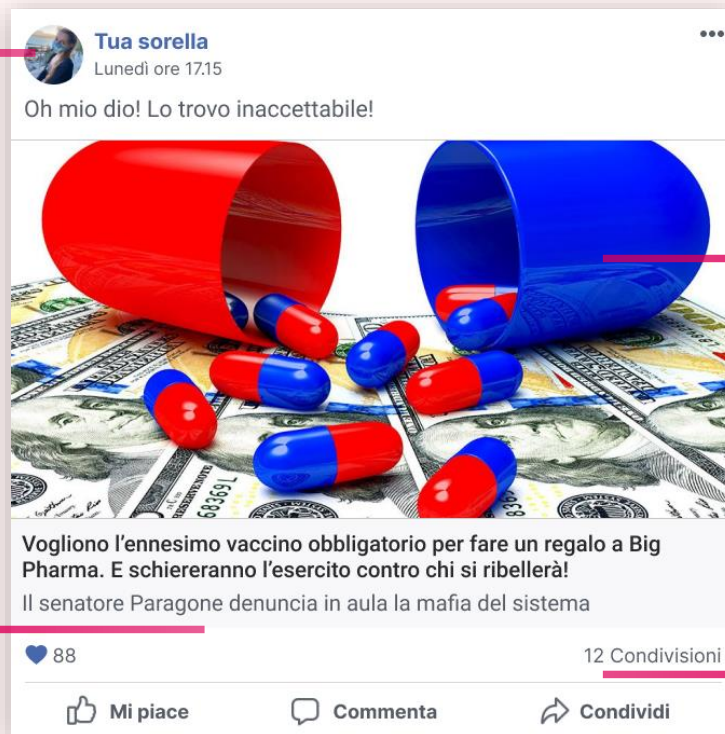 Tua sorella
Lunedì ore 17.15
Oh mio dio! Lo trovo inaccettabile!
68369L
Vogliono l'ennesimo vaccino obbligatorio per fare un regalo a Big
Pharma. E schiereranno l'esercito contro chi si ribellerà!
Il senatore Paragone denuncia in aula la mafia del sistema
88
12 Condivisioni
Mi piace
Commenta
Condividi